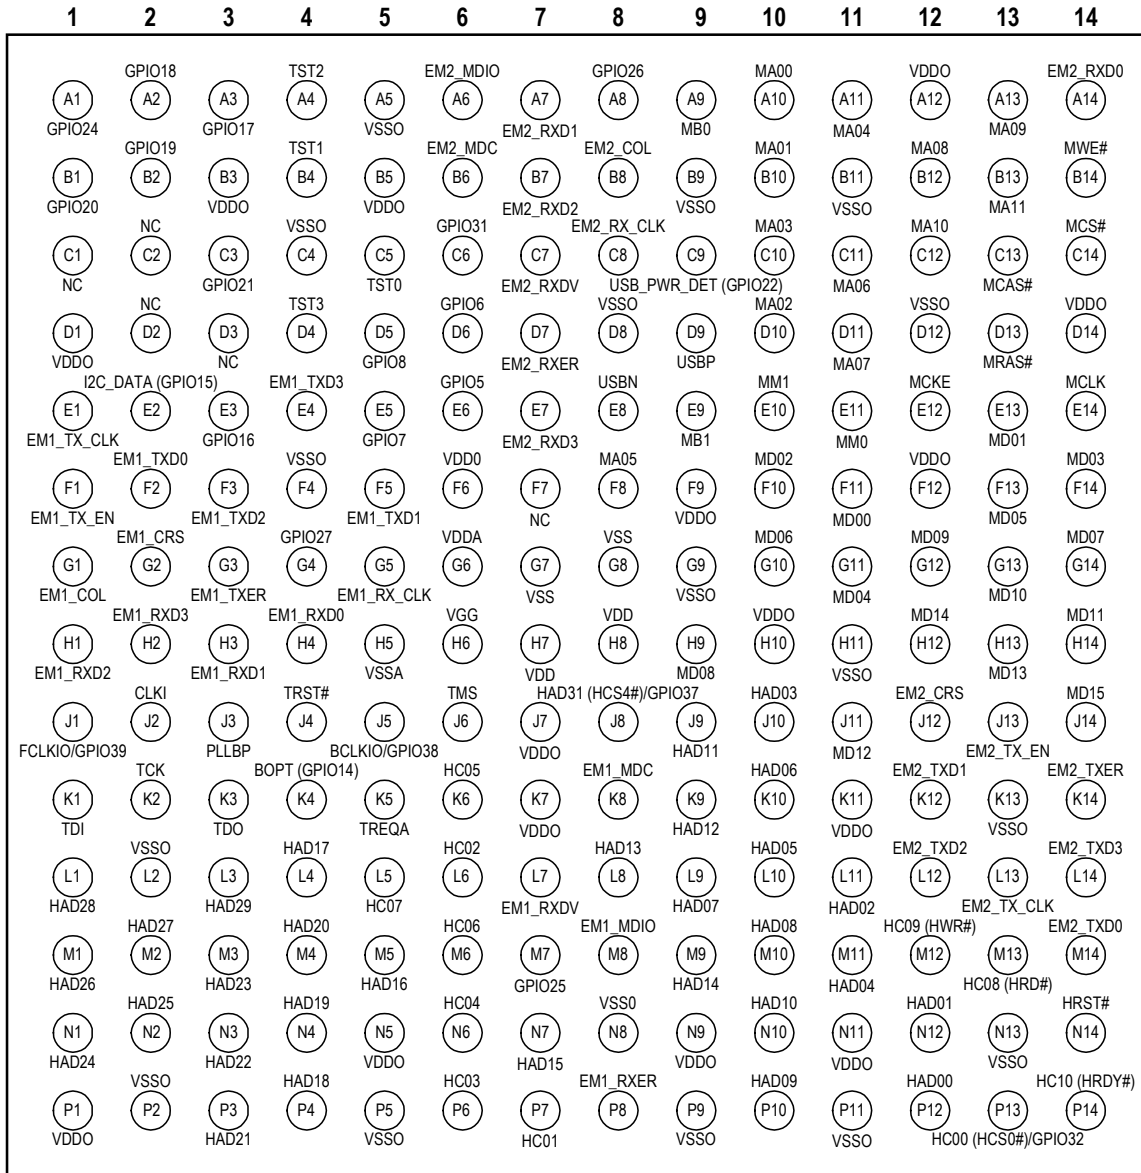 1 2 3 4 5 6 7 8 9 10 11 12 13 14
GPIO18 TST2 EM2_MDIO GPIO26 MA00 VDDO EM2_RXD0
A1 A2 A3 A4 A5 A6 A7 A8 A9 A10 A11 A12 A13 A14
GPIO24 GPIO17 VSSO EM2_RXD1 MB0 MA04 MA09
GPIO19 TST1 EM2_MDC EM2_COL MA01 MA08 MWE#
B1 B2 B3 B4 B5 B6 B7 B8 B9 B10 B11 B12 B13 B14
GPIO20 VDDO VDDO EM2_RXD2 VSSO VSSO MA11
NC VSSO GPIO31 EM2_RX_CLK MA03 MA10 MCS#
C1 C2 C3 C4 C5 C6 C7 C8 C9 C10 C11 C12 C13 C14
NC GPIO21 TST0 EM2_RXDV USB_PWR_DET (GPIO22) MA06 MCAS#
NC TST3 GPIO6 VSSO MA02 VSSO VDDO
D1 D2 D3 D4 D5 D6 D7 D8 D9 D10 D11 D12 D13 D14
VDDO NC GPIO8 EM2_RXER USBP MA07 MRAS#
I2C_DATA (GPIO15) EM1_TXD3 GPIO5 USBN MM1 MCKE MCLK
E1 E2 E3 E4 E5 E6 E7 E8 E9 E10 E11 E12 E13 E14
EM1_TX_CLK GPIO16 GPIO7 EM2_RXD3 MB1 MM0 MD01
EM1_TXD0 VSSO VDD0 MA05 MD02 VDDO MD03
F1 F2 F3 F4 F5 F6 F7 F8 F9 F10 F11 F12 F13 F14
EM1_TX_EN EM1_TXD2 EM1_TXD1 NC VDDO MD00 MD05
EM1_CRS GPIO27 VDDA VSS MD06 MD09 MD07
G1 G2 G3 G4 G5 G6 G7 G8 G9 G10 G11 G12 G13 G14
EM1_COL EM1_TXER EM1_RX_CLK VSS VSSO MD04 MD10
EM1_RXD3 EM1_RXD0 VGG VDD VDDO MD14 MD11
H1 H2 H3 H4 H5 H6 H7 H8 H9 H10 H11 H12 H13 H14
EM1_RXD2 EM1_RXD1 VSSA VDD MD08 VSSO MD13
CLKI TRST# TMS HAD31 (HCS4#)/GPIO37 HAD03 EM2_CRS MD15
J1 J2 J3 J4 J5 J6 J7 J8 J9 J10 J11 J12 J13 J14
FCLKIO/GPIO39 PLLBP BCLKIO/GPIO38 VDDO HAD11 MD12 EM2_TX_EN
TCK BOPT (GPIO14) HC05 EM1_MDC HAD06 EM2_TXD1 EM2_TXER
K1 K2 K3 K4 K5 K6 K7 K8 K9 K10 K11 K12 K13 K14
TDI TDO TREQA VDDO HAD12 VDDO VSSO
VSSO HAD17 HC02 HAD13 HAD05 EM2_TXD2 EM2_TXD3
L1 L2 L3 L4 L5 L6 L7 L8 L9 L10 L11 L12 L13 L14
HAD28 HAD29 HC07 EM1_RXDV HAD07 HAD02 EM2_TX_CLK
HAD27 HAD20 HC06 EM1_MDIO HAD08 HC09 (HWR#) EM2_TXD0
M1 M2 M3 M4 M5 M6 M7 M8 M9 M10 M11 M12 M13 M14
HAD26 HAD23 HAD16 GPIO25 HAD14 HAD04 HC08 (HRD#)
HAD25 HAD19 HC04 VSS0 HAD10 HAD01 HRST#
N1 N2 N3 N4 N5 N6 N7 N8 N9 N10 N11 N12 N13 N14
HAD24 HAD22 VDDO HAD15 VDDO VDDO VSSO
VSSO HAD18 HC03 EM1_RXER HAD09 HAD00 HC10 (HRDY#)
P1 P2 P3 P4 P5 P6 P7 P8 P9 P10 P11 P12 P13 P14
VDDO HAD21 VSSO HC01 VSSO VSSO HC00 (HCS0#)/GPIO32